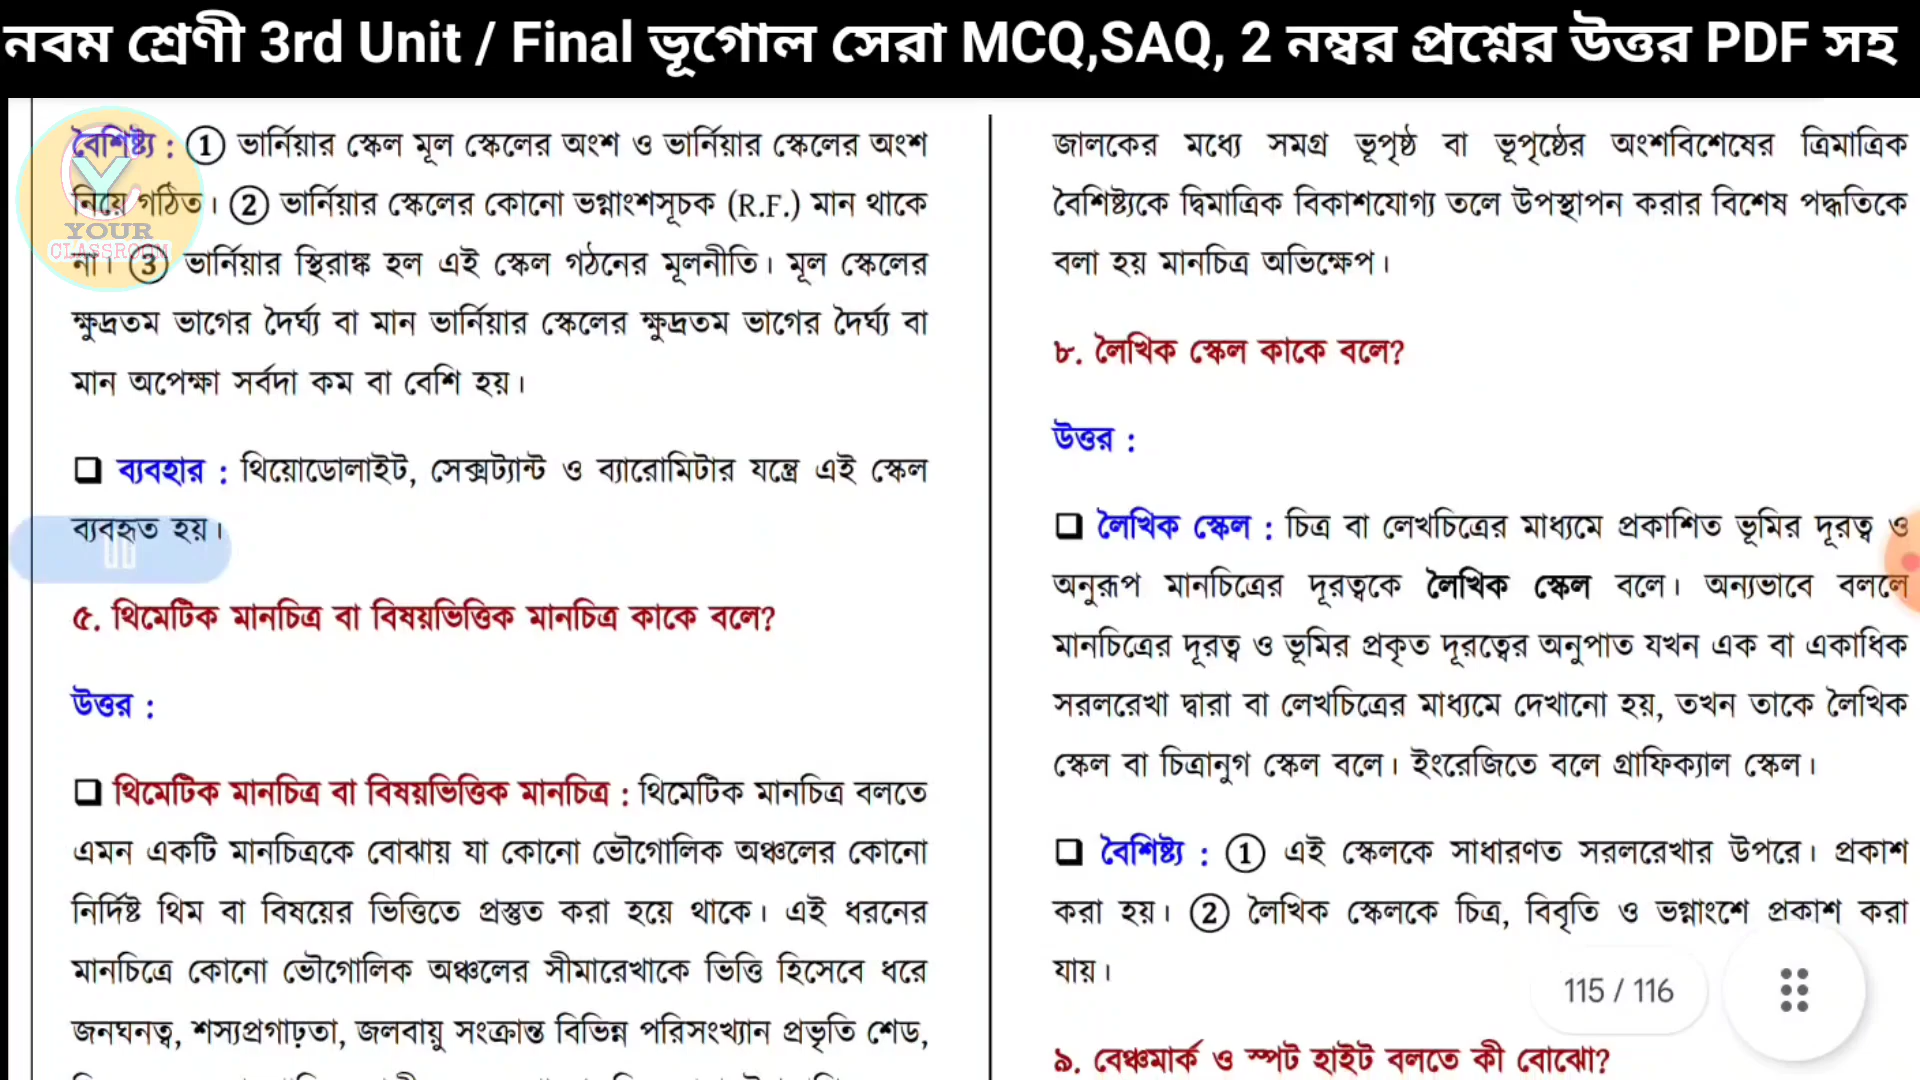 নবম শ্রেণী 3rd Unit / Final ভূগোল সেরা MCQ,SAQ, 2 নম্বর প্রশ্নের উত্তর PDF সহ
বৈশিষ্ট্য : ① ভার্নিয়ার স্কেল মূল স্কেলের অংশ ও ভার্নিয়ার স্কেলের অংশ
নিয়ে গঠিত। ② ভার্নিয়ার স্কেলের কোনো ভগ্নাংশসূচক (R.F.) মান থাকে
না। ③ ভার্নিয়ার স্থিরাঙ্ক হল এই স্কেল গঠনের মূলনীতি। মূল স্কেলের
ক্ষুদ্রতম ভাগের দৈর্ঘ্য বা মান ভার্নিয়ার স্কেলের ক্ষুদ্রতম ভাগের দৈর্ঘ্য বা
মান অপেক্ষা সর্বদা কম বা বেশি হয়।
❑ ব্যবহার : থিয়োডোলাইট, সেক্সট্যান্ট ও ব্যারোমিটার যন্ত্রে এই স্কেল
ব্যবহৃত হয়।
৫. থিমেটিক মানচিত্র বা বিষয়ভিত্তিক মানচিত্র কাকে বলে?
উত্তর :
❑ থিমেটিক মানচিত্র বা বিষয়ভিত্তিক মানচিত্র : থিমেটিক মানচিত্র বলতে
এমন একটি মানচিত্রকে বোঝায় যা কোনো ভৌগোলিক অঞ্চলের কোনো
নির্দিষ্ট থিম বা বিষয়ের ভিত্তিতে প্রস্তুত করা হয়ে থাকে। এই ধরনের
মানচিত্রে কোনো ভৌগোলিক অঞ্চলের সীমারেখাকে ভিত্তি হিসেবে ধরে
জনঘনত্ব, শস্যপ্রগাঢ়তা, জলবায়ু সংক্রান্ত বিভিন্ন পরিসংখ্যান প্রভৃতি শেড,
জালকের মধ্যে সমগ্র ভূপৃষ্ঠ বা ভূপৃষ্ঠের অংশবিশেষের ত্রিমাত্রিক
বৈশিষ্ট্যকে দ্বিমাত্রিক বিকাশযোগ্য তলে উপস্থাপন করার বিশেষ পদ্ধতিকে
বলা হয় মানচিত্র অভিক্ষেপ।
৮. লৈখিক স্কেল কাকে বলে?
উত্তর :
❑ লৈখিক স্কেল : চিত্র বা লেখচিত্রের মাধ্যমে প্রকাশিত ভূমির দূরত্ব ও
অনুরূপ মানচিত্রের দূরত্বকে লৈখিক স্কেল বলে। অন্যভাবে বললে
মানচিত্রের দূরত্ব ও ভূমির প্রকৃত দূরত্বের অনুপাত যখন এক বা একাধিক
সরলরেখা দ্বারা বা লেখচিত্রের মাধ্যমে দেখানো হয়, তখন তাকে লৈখিক
স্কেল বা চিত্রানুগ স্কেল বলে। ইংরেজিতে বলে গ্রাফিক্যাল স্কেল।
❑ বৈশিষ্ট্য : ① এই স্কেলকে সাধারণত সরলরেখার উপরে। প্রকাশ
করা হয়। ② লৈখিক স্কেলকে চিত্র, বিবৃতি ও ভগ্নাংশে প্রকাশ করা
যায়।
৯. বেঞ্চমার্ক ও স্পট হাইট বলতে কী বোঝো?
115 / 116
YOUR
CLASSROOM